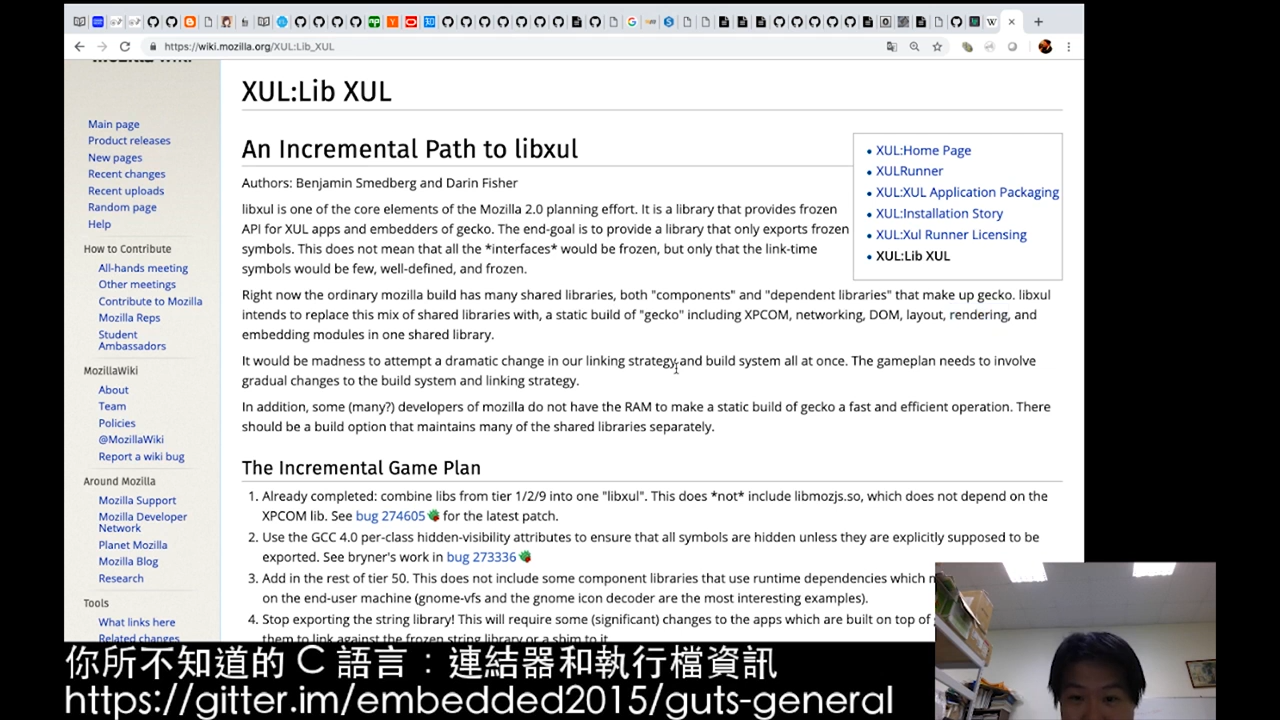 https://wiki.mozilla.org/XUL:Lib_XUL
XUL:Lib XUL
Main page
Product releases
New pages
Recent changes
Recent uploads
Random page
Help
How to Contribute
All-hands meeting
Other meetings
Contribute to Mozilla
Mozilla Reps
Student
Ambassadors
MozillaWiki
About
Team
Policies
@MozillaWiki
Report a wiki bug
Around Mozilla
Mozilla Support
Mozilla Developer
Network
Planet Mozilla
Mozilla Blog
Research
Tools
What links here
Related changes
An Incremental Path to libxul
Authors: Benjamin Smedberg and Darin Fisher
libxul is one of the core elements of the Mozilla 2.0 planning effort. It is a library that provides frozen
API for XUL apps and embedders of gecko. The end-goal is to provide a library that only exports frozen
symbols. This does not mean that all the *interfaces* would be frozen, but only that the link-time
symbols would be few, well-defined, and frozen.
XUL:Home Page
XULRunner
XUL:XUL Application Packaging
XUL:Installation Story
XUL:Xul Runner Licensing
XUL:Lib XUL
Right now the ordinary mozilla build has many shared libraries, both "components" and "dependent libraries" that make up gecko. libxul
intends to replace this mix of shared libraries with, a static build of "gecko" including XPCOM, networking, DOM, layout, rendering, and
embedding modules in one shared library.
It would be madness to attempt a dramatic change in our linking strategy and build system all at once. The gameplan needs to involve
gradual changes to the build system and linking strategy.
In addition, some (many?) developers of mozilla do not have the RAM to make a static build of gecko a fast and efficient operation. There
should be a build option that maintains many of the shared libraries separately.
The Incremental Game Plan
1. Already completed: combine libs from tier 1/2/9 into one "libxul". This does *not* include libmozjs.so, which does not depend on the
XPCOM lib. See bug 274605 for the latest patch.
2. Use the GCC 4.0 per-class hidden-visibility attributes to ensure that all symbols are hidden unless they are explicitly supposed to be
exported. See bryner's work in bug 273336
3. Add in the rest of tier 50. This does not include some component libraries that use runtime dependencies which
on the end-user machine (gnome-vfs and the gnome icon decoder are the most interesting examples).
4. Stop exporting the string library! This will require some (significant) changes to the apps which are built on top of
them to link against the frozen string library or a shim to it
你所不知道的 C 語言：連結器和執行檔資訊
https://gitter.im/embedded2015/guts-general